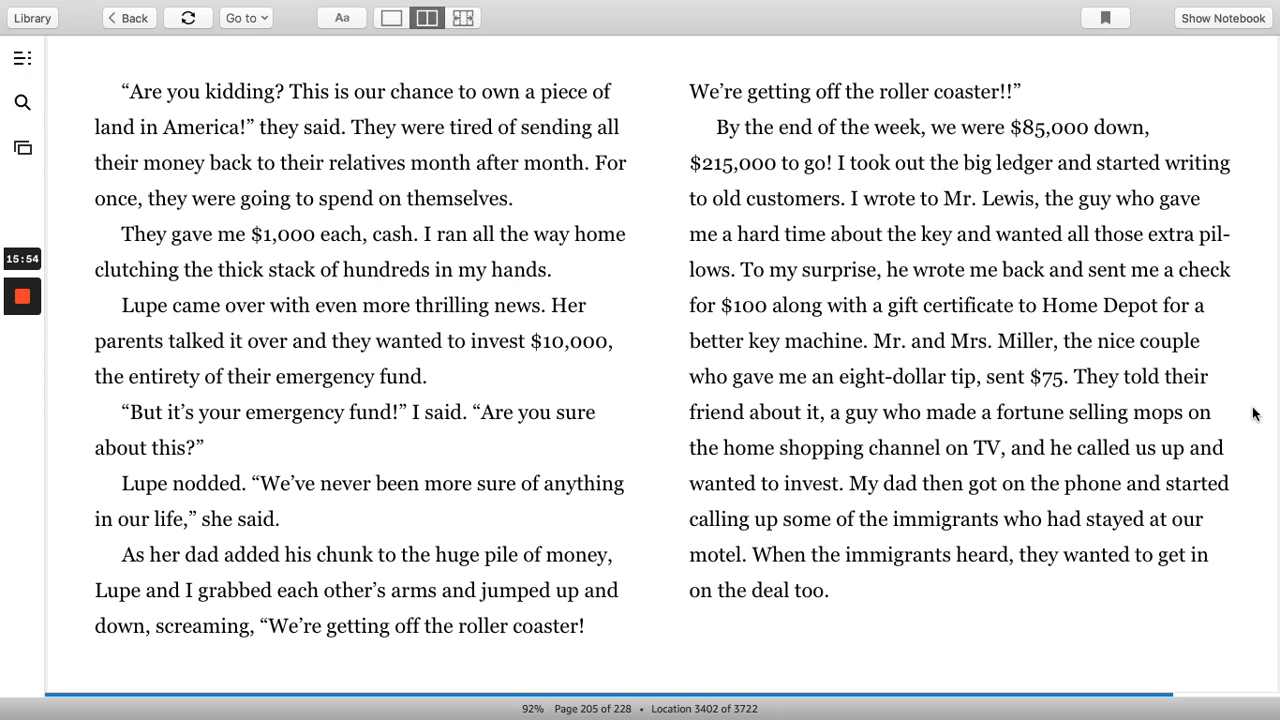 Library
Back
Go to
Aa
Show Notebook
15:54
“Are you kidding? This is our chance to own a piece of
land in America!” they said. They were tired of sending all
their money back to their relatives month after month. For
once, they were going to spend on themselves.
They gave me $1,000 each, cash. I ran all the way home
clutching the thick stack of hundreds in my hands.
Lupe came over with even more thrilling news. Her
parents talked it over and they wanted to invest $10,000,
the entirety of their emergency fund.
“But it’s your emergency fund!” I said. “Are you sure
about this?”
Lupe nodded. “We’ve never been more sure of anything
in our life,” she said.
As her dad added his chunk to the huge pile of money,
Lupe and I grabbed each other’s arms and jumped up and
down, screaming, “We’re getting off the roller coaster!
We’re getting off the roller coaster!!”
By the end of the week, we were $85,000 down,
$215,000 to go! I took out the big ledger and started writing
to old customers. I wrote to Mr. Lewis, the guy who gave
me a hard time about the key and wanted all those extra pil-
lows. To my surprise, he wrote me back and sent me a check
for $100 along with a gift certificate to Home Depot for a
better key machine. Mr. and Mrs. Miller, the nice couple
who gave me an eight-dollar tip, sent $75. They told their
friend about it, a guy who made a fortune selling mops on
the home shopping channel on TV, and he called us up and
wanted to invest. My dad then got on the phone and started
calling up some of the immigrants who had stayed at our
motel. When the immigrants heard, they wanted to get in
on the deal too.
92% Page 205 of 228 • Location 3402 of 3722